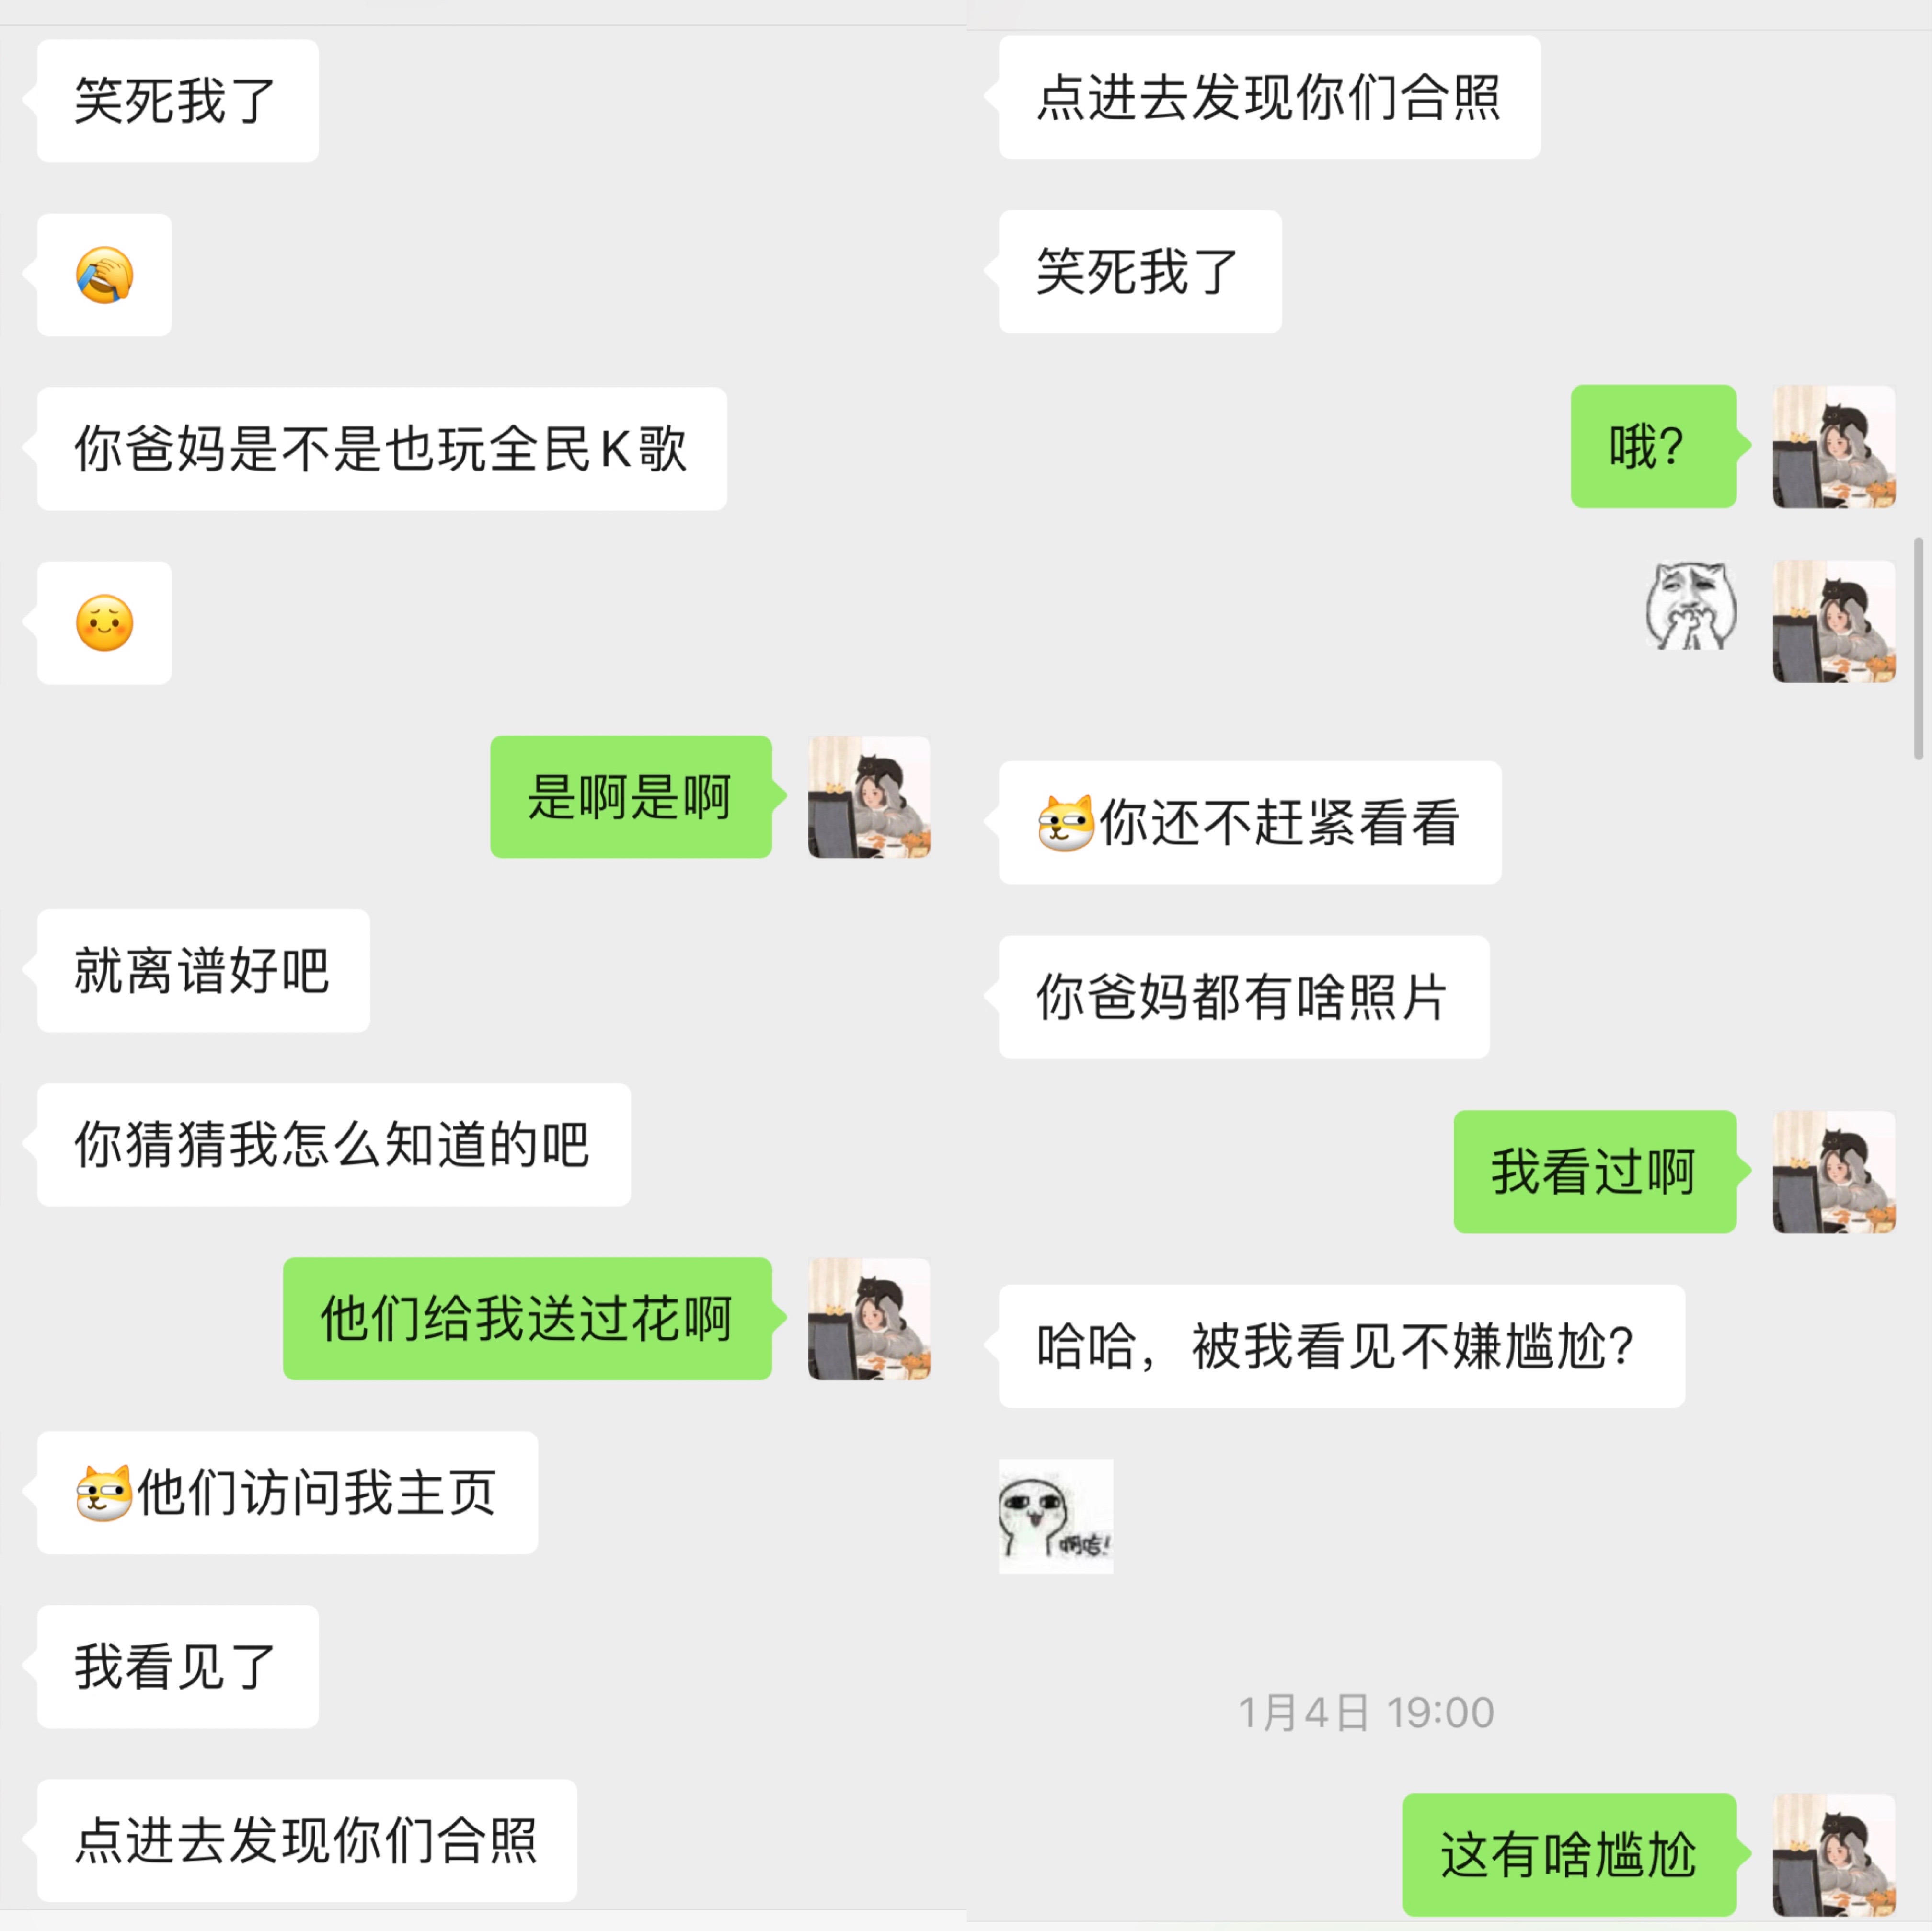 笑死我了
你爸妈是不是也玩全民K歌
是啊是啊
就离谱好吧
你猜猜我怎么知道的吧
他们给我送过花啊
他们访问我主页
我看见了
点进去发现你们合照
点进去发现你们合照
笑死我了
哦?
你还不赶紧看看
你爸妈都有啥照片
我看过啊
哈哈，被我看见不嫌尴尬?
啊哈!
1月4日 19:00
这有啥尴尬